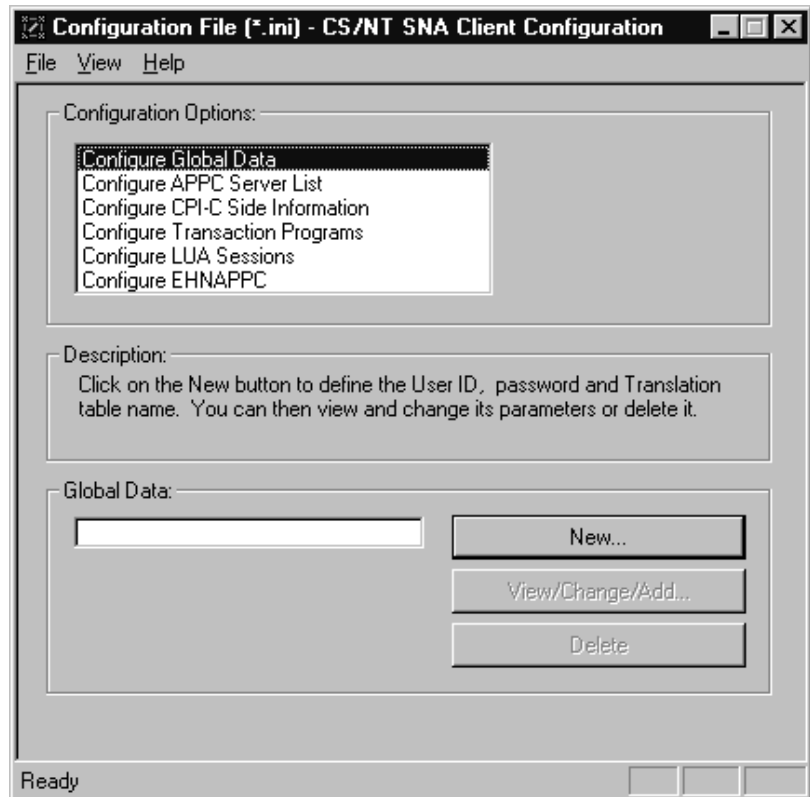 Configuration File (*.ini) - CS/NT SNA Client Configuration
File View Help
Configuration Options:
Configure Global Data
Configure APPC Server List
Configure CPI-C Side Information
Configure Transaction Programs
Configure LUA Sessions
Configure EHNAPPC
Description:
Click on the New button to define the User ID, password and Translation
table name. You can then view and change its parameters or delete it.
Global Data:
New...
View/Change/Add...
Delete
Ready